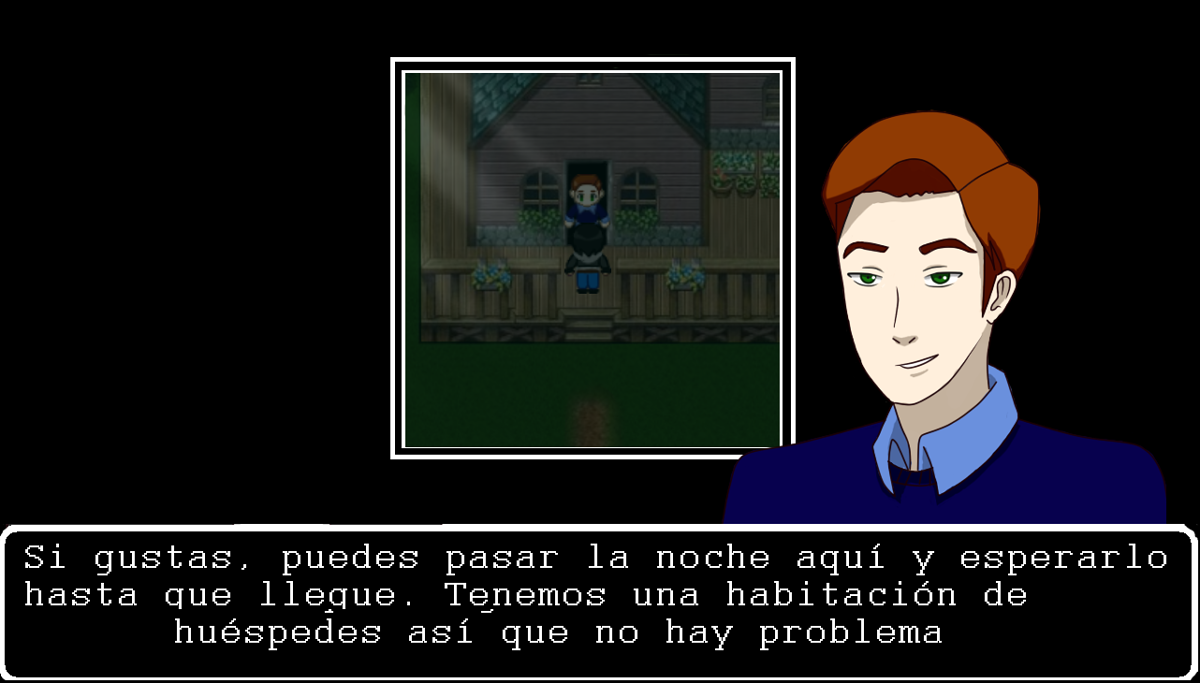 Si gustas, puedes pasar la noche aquí y esperarlo
hasta que llegue. Tenemos una habitación de
huéspedes así que no hay problema